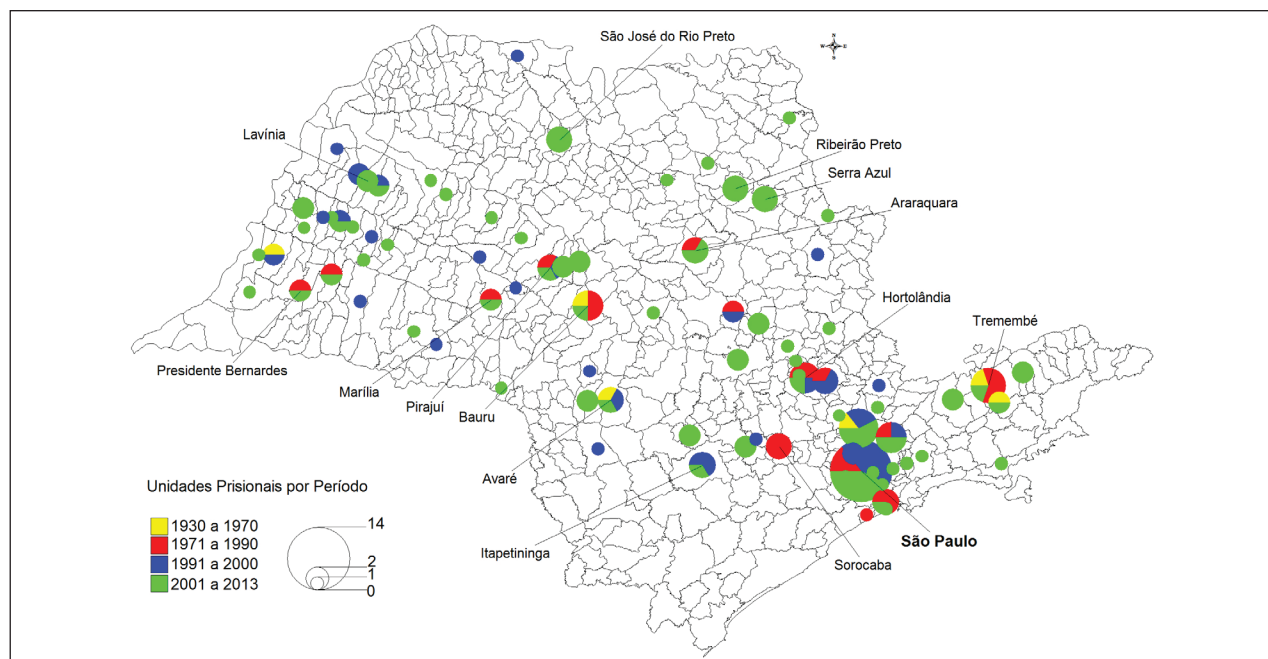 São José do Rio Preto
N
W E
S
Lavínia
Ribeirão Preto
Serra Azul
Araraquara
Hortolândia
Tremembé
Presidente Bernardes
Marília
Pirajuí
Bauru
Avaré
Itapetininga
São Paulo
Sorocaba
Unidades Prisionais por Período
1930 a 1970
1971 a 1990
1991 a 2000
2001 a 2013
14
2
1
0